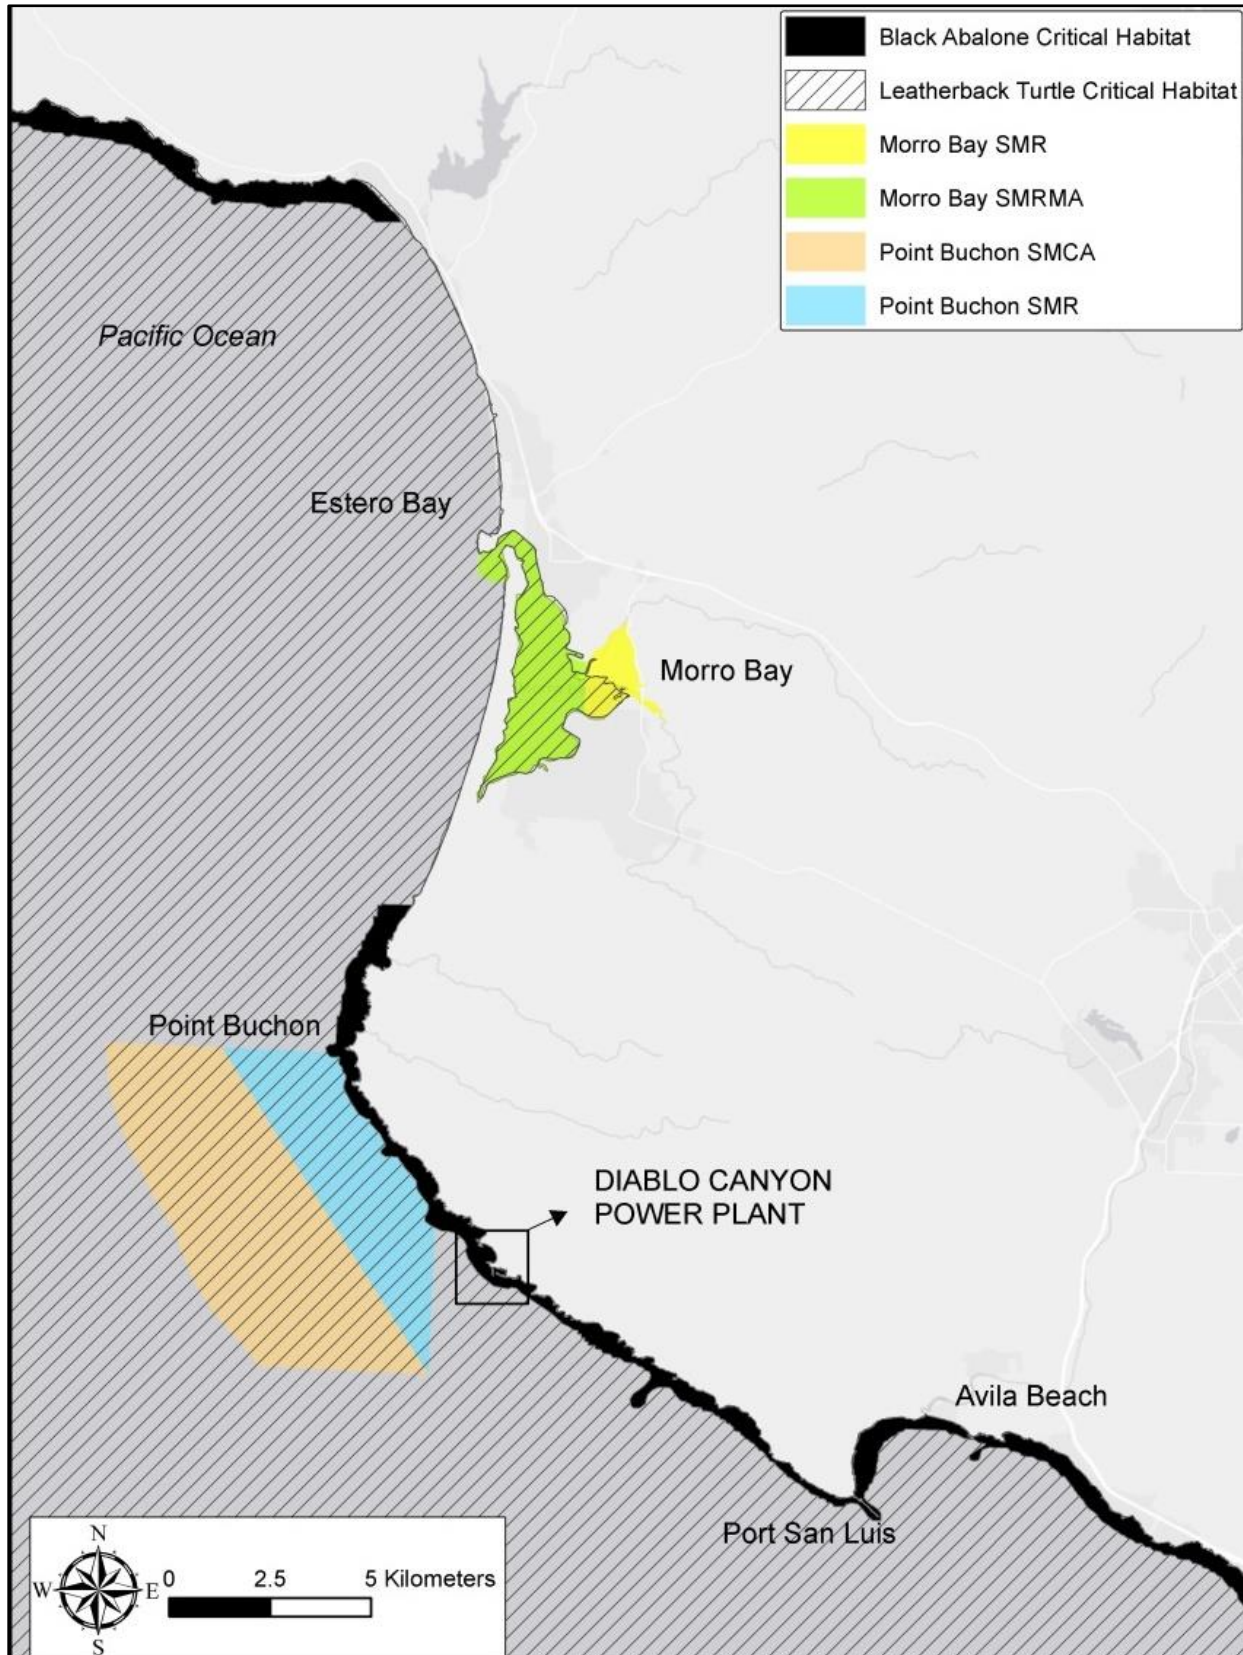 Black Abalone Critical Habitat
Leatherback Turtle Critical Habitat
Morro Bay SMR
Morro Bay SMRMA
Point Buchon SMCA
Point Buchon SMR
Pacific Ocean
Estero Bay
Morro Bay
Point Buchon
DIABLO CANYON
POWER PLANT
Avila Beach
Port San Luis
N
W
E
S
0 2.5 5 Kilometers